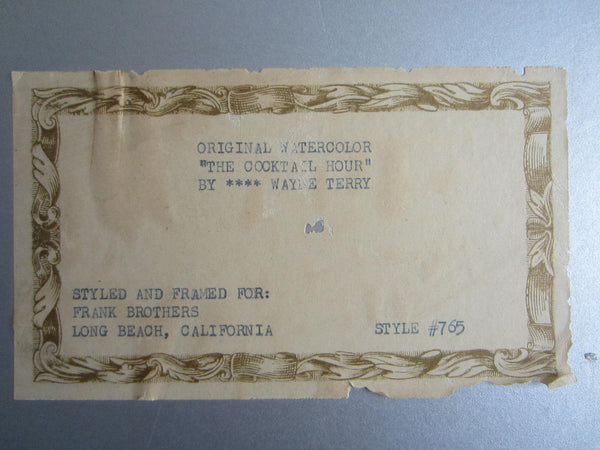 ORIGINAL WATERCOLOR
"THE COCKTAIL HOUR"
BY **** WAYNE TERRY
STYLED AND FRAMED FOR:
FRANK BROTHERS
LONG BEACH, CALIFORNIA
STYLE #765